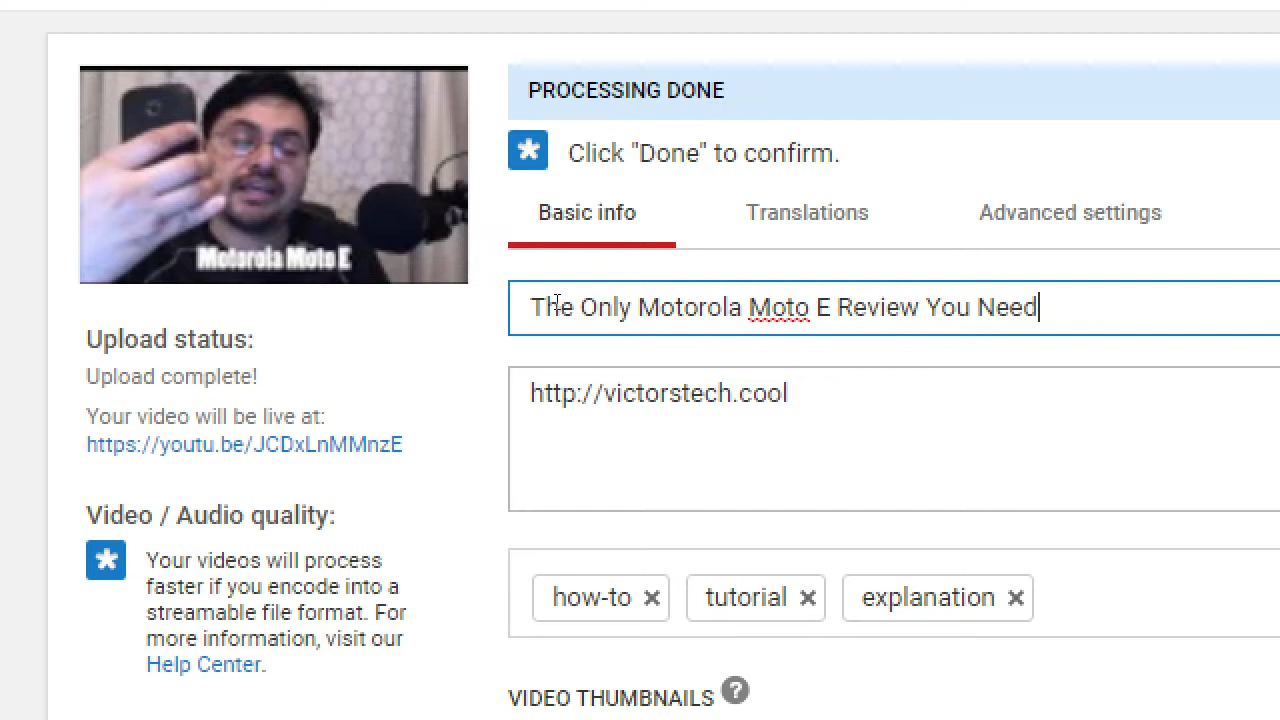 PROCESSING DONE
Click "Done" to confirm.
Basic info
Translations
Advanced settings
Motorola Moto E
The Only Motorola Moto E Review You Need
Upload status:
Upload complete!
Your video will be live at:
https://youtu.be/JCDxLnMMnzE
http://victorstech.cool
Video / Audio quality:
Your videos will process
faster if you encode into a
streamable file format. For
more information, visit our
Help Center.
how-to
tutorial
explanation
VIDEO THUMBNAILS ?